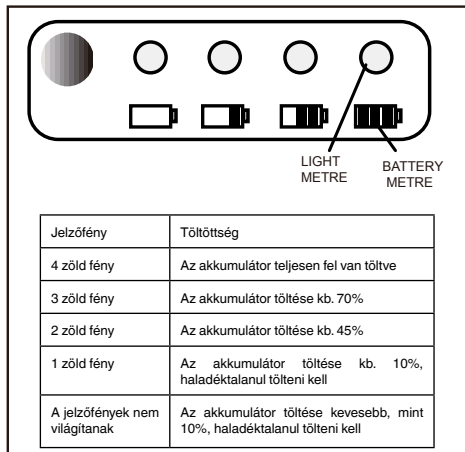 LIGHT
METRE
BATTERY
METRE
Jelzőfény
Töltöttség
4 zöld fény
Az akkumulátor teljesen fel van töltve
3 zöld fény
Az akkumulátor töltése kb. 70%
2 zöld fény
Az akkumulátor töltése kb. 45%
1 zöld fény
Az akkumulátor töltése kb. 10%,
haladéktalanul tölteni kell
A jelzőfények nem
világítanak
Az akkumulátor töltése kevesebb, mint
10%, haladéktalanul tölteni kell